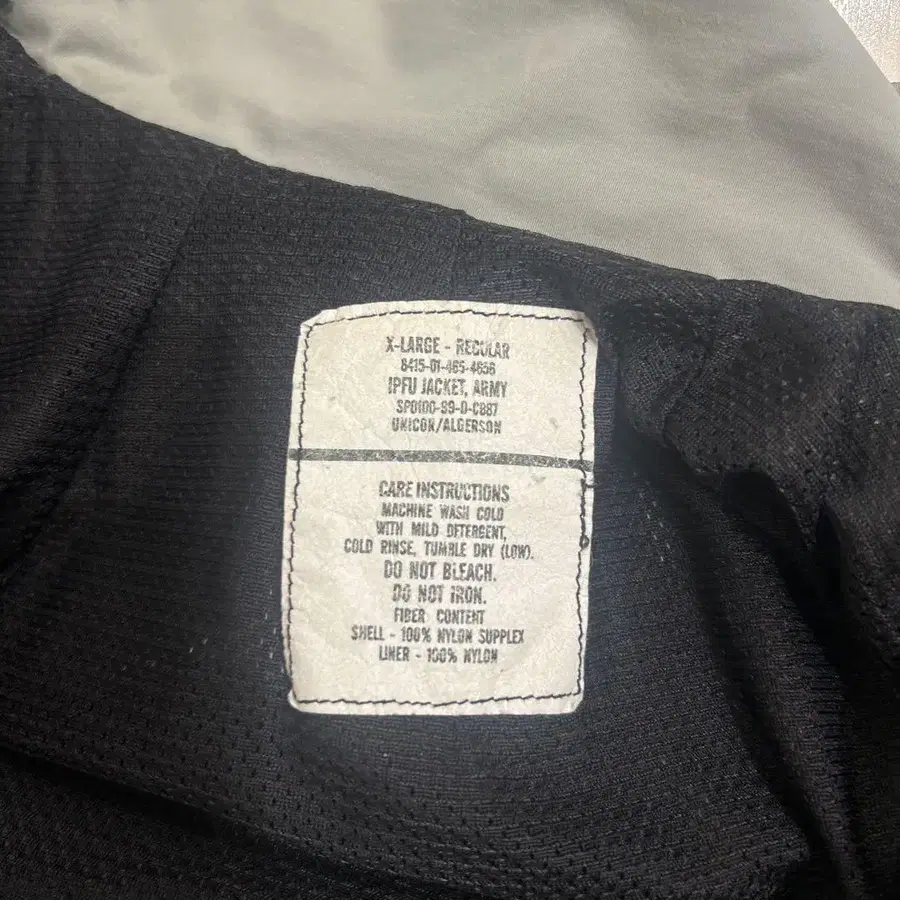 X-LARGE - REGULAR
8415-01-465-4656
IPFU JACKET, ARMY
SP0100-99-D-CB87
UNICOR/ALGERSON
CARE INSTRUCTIONS
MACHINE WASH COLD
WITH MILD DETERGENT,
COLD RINSE, TUMBLE DRY (LOW).
DO NOT BLEACH.
DO NOT IRON.
FIBER CONTENT
SHELL - 100% NYLON SUPPLEX
LINER - 100% NYLON